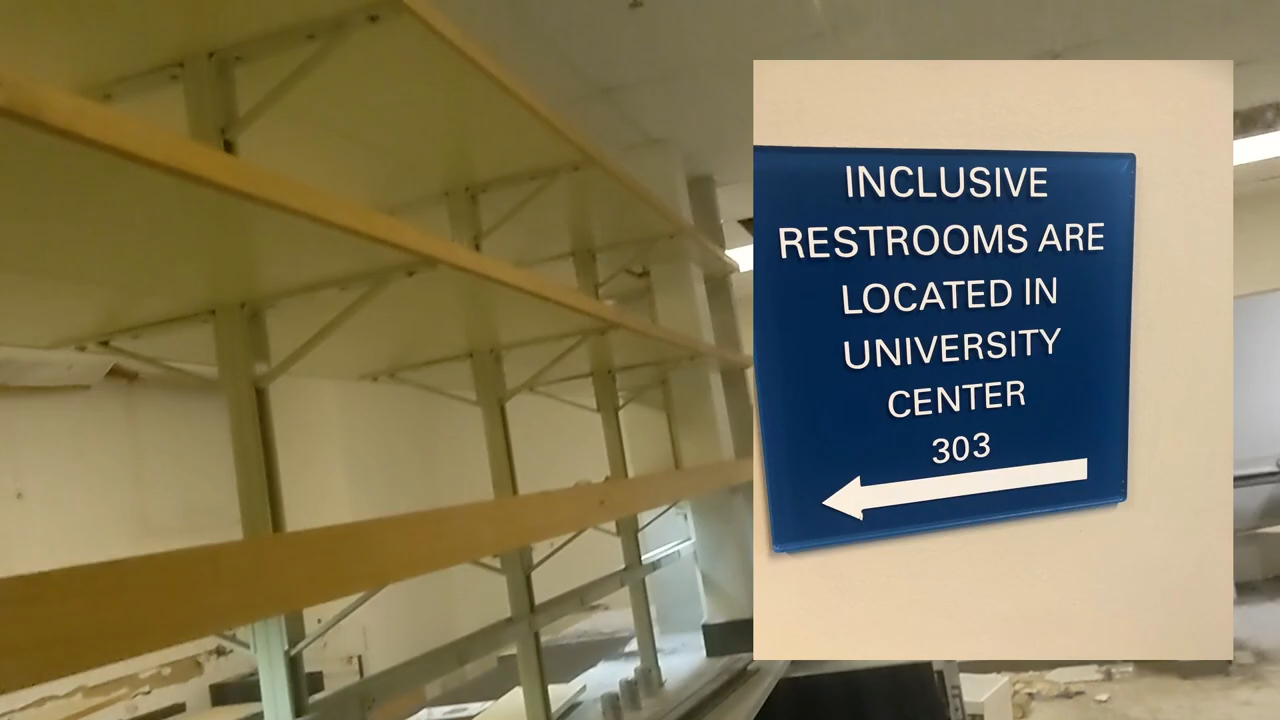 INCLUSIVE
RESTROOMS ARE
LOCATED IN
UNIVERSITY
CENTER
303